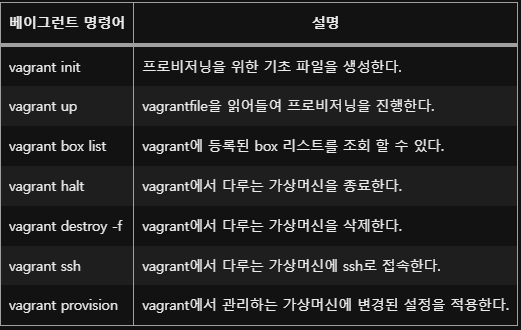 베이그런트 명령어 설명
vagrant init 프로비저닝을 위한 기초 파일을 생성한다.
vagrant up vagrantfile을 읽어들여 프로비저닝을 진행한다.
vagrant box list vagrant에 등록된 box 리스트를 조회 할 수 있다.
vagrant halt vagrant에서 다루는 가상머신을 종료한다.
vagrant destroy -f vagrant에서 다루는 가상머신을 삭제한다.
vagrant ssh vagrant에서 다루는 가상머신에 ssh로 접속한다.
vagrant provision vagrant에서 관리하는 가상머신에 변경된 설정을 적용한다.